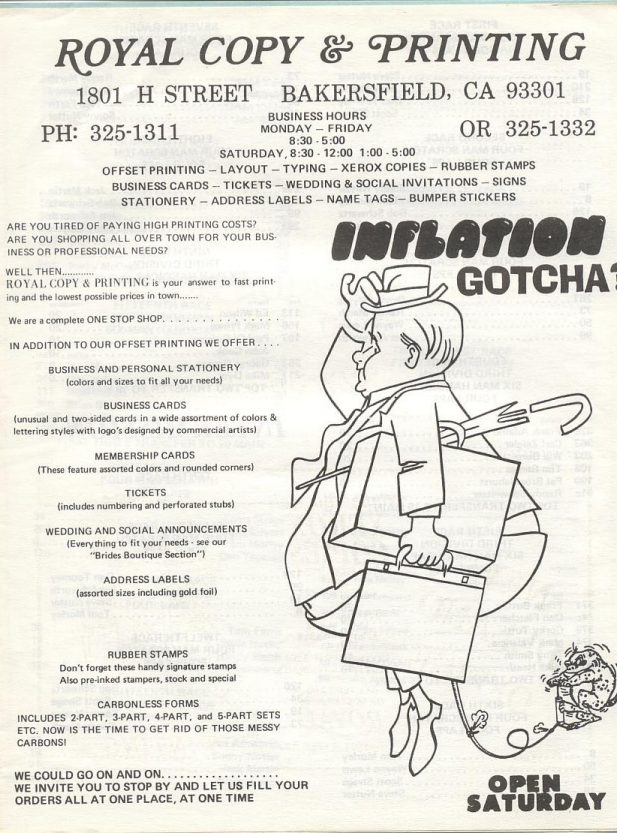 ROYAL COPY & PRINTING
1801 H STREET BAKERSFIELD, CA 93301
PH: 325-1311
BUSINESS HOURS
MONDAY – FRIDAY
8:30 - 5:00
OR 325-1332
SATURDAY, 8:30 - 12:00 1:00 - 5:00
OFFSET PRINTING – LAYOUT – TYPING – XEROX COPIES – RUBBER STAMPS
BUSINESS CARDS – TICKETS – WEDDING & SOCIAL INVITATIONS – SIGNS
STATIONERY – ADDRESS LABELS – NAME TAGS – BUMPER STICKERS
ARE YOU TIRED OF PAYING HIGH PRINTING COSTS?
ARE YOU SHOPPING ALL OVER TOWN FOR YOUR BUS-
INESS OR PROFESSIONAL NEEDS?
WELL THEN............
ROYAL COPY & PRINTING is your answer to fast print-
ing and the lowest possible prices in town.......
We are a complete ONE STOP SHOP. . . . . . . . . . . . . . . .
IN ADDITION TO OUR OFFSET PRINTING WE OFFER . . . .
BUSINESS AND PERSONAL STATIONERY
(colors and sizes to fit all your needs)
BUSINESS CARDS
(unusual and two-sided cards in a wide assortment of colors &
lettering styles with logo's designed by commercial artists)
MEMBERSHIP CARDS
(These feature assorted colors and rounded corners)
TICKETS
(includes numbering and perforated stubs)
WEDDING AND SOCIAL ANNOUNCEMENTS
(Everything to fit your needs - see our
"Brides Boutique Section")
ADDRESS LABELS
(assorted sizes including gold foil)
RUBBER STAMPS
Don't forget these handy signature stamps
Also pre-inked stampers, stock and special
CARBONLESS FORMS
INCLUDES 2-PART, 3-PART, 4-PART, and 5-PART SETS
ETC. NOW IS THE TIME TO GET RID OF THOSE MESSY
CARBONS!
WE COULD GO ON AND ON. . . . . . . . . . . . . . . . . .
WE INVITE YOU TO STOP BY AND LET US FILL YOUR
ORDERS ALL AT ONE PLACE, AT ONE TIME
INFLATION
GOTCHA?
OPEN
SATURDAY